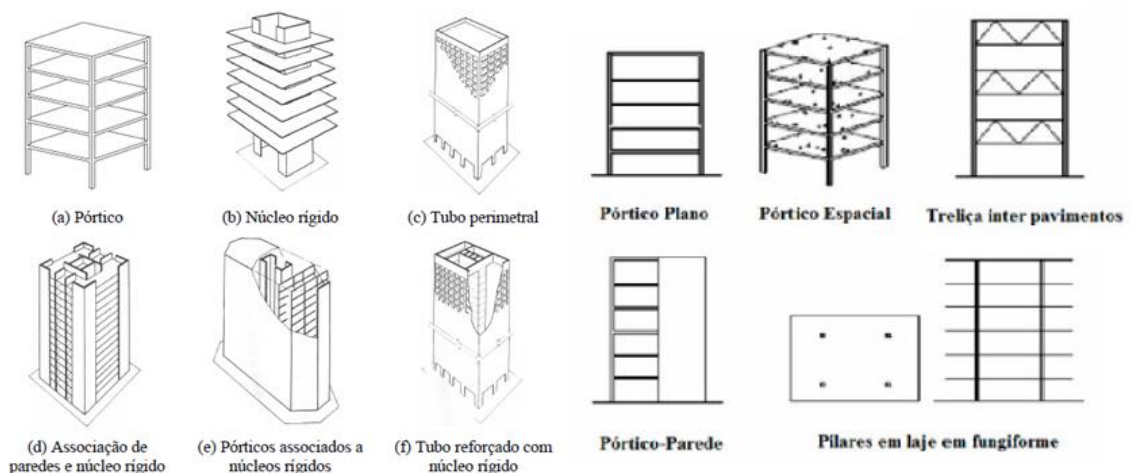 (a) Pórtico
(b) Núcleo rígido
(c) Tubo perimetral
Pórtico Plano
Pórtico Espacial
Treliça inter pavimentos
(d) Associação de
paredes e núcleo rígido
(e) Pórticos associados a
núcleos rígidos
(f) Tubo reforçado com
núcleo rígido
Pórtico-Parede
Pilares em laje em fungiforme